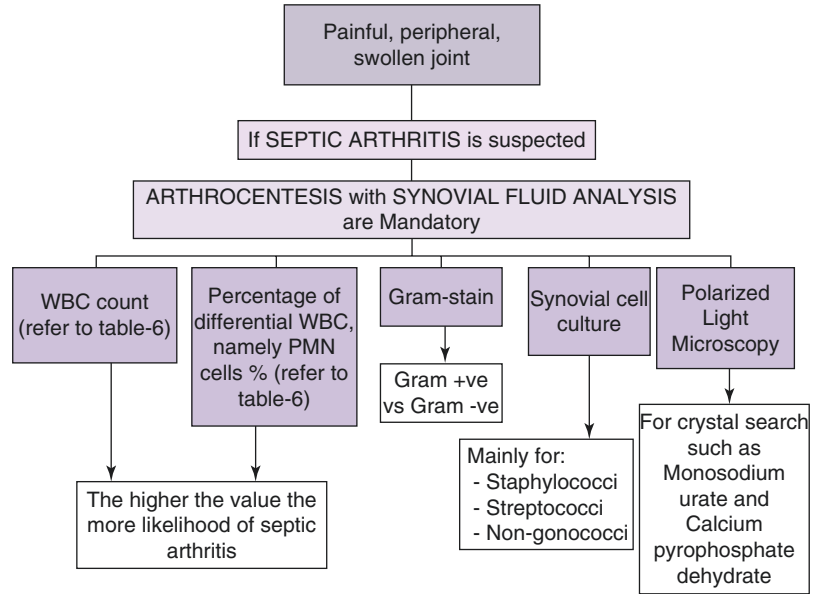 Painful, peripheral,
swollen joint
If SEPTIC ARTHRITIS is suspected
ARTHROCENTESIS with SYNOVIAL FLUID ANALYSIS
are Mandatory
WBC count
(refer to table-6)
Percentage of
differential WBC,
namely PMN
cells % (refer to
table-6)
Gram-stain
Synovial cell
culture
Polarized
Light
Microscopy
Gram +ve
vs Gram -ve
The higher the value the
more likelihood of septic
arthritis
Mainly for:
- Staphylococci
- Streptococci
- Non-gonococci
For crystal search
such as
Monosodium
urate and
Calcium
pyrophosphate
dehydrate